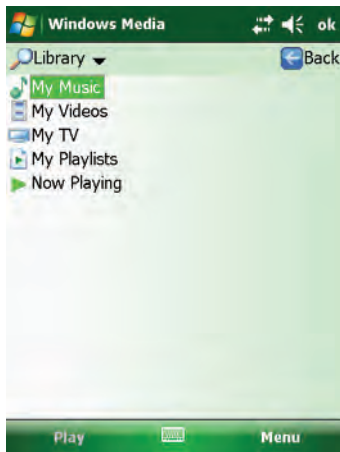 Windows Media ok
Library Back
My Music
My Videos
My TV
My Playlists
Now Playing
Play Menu